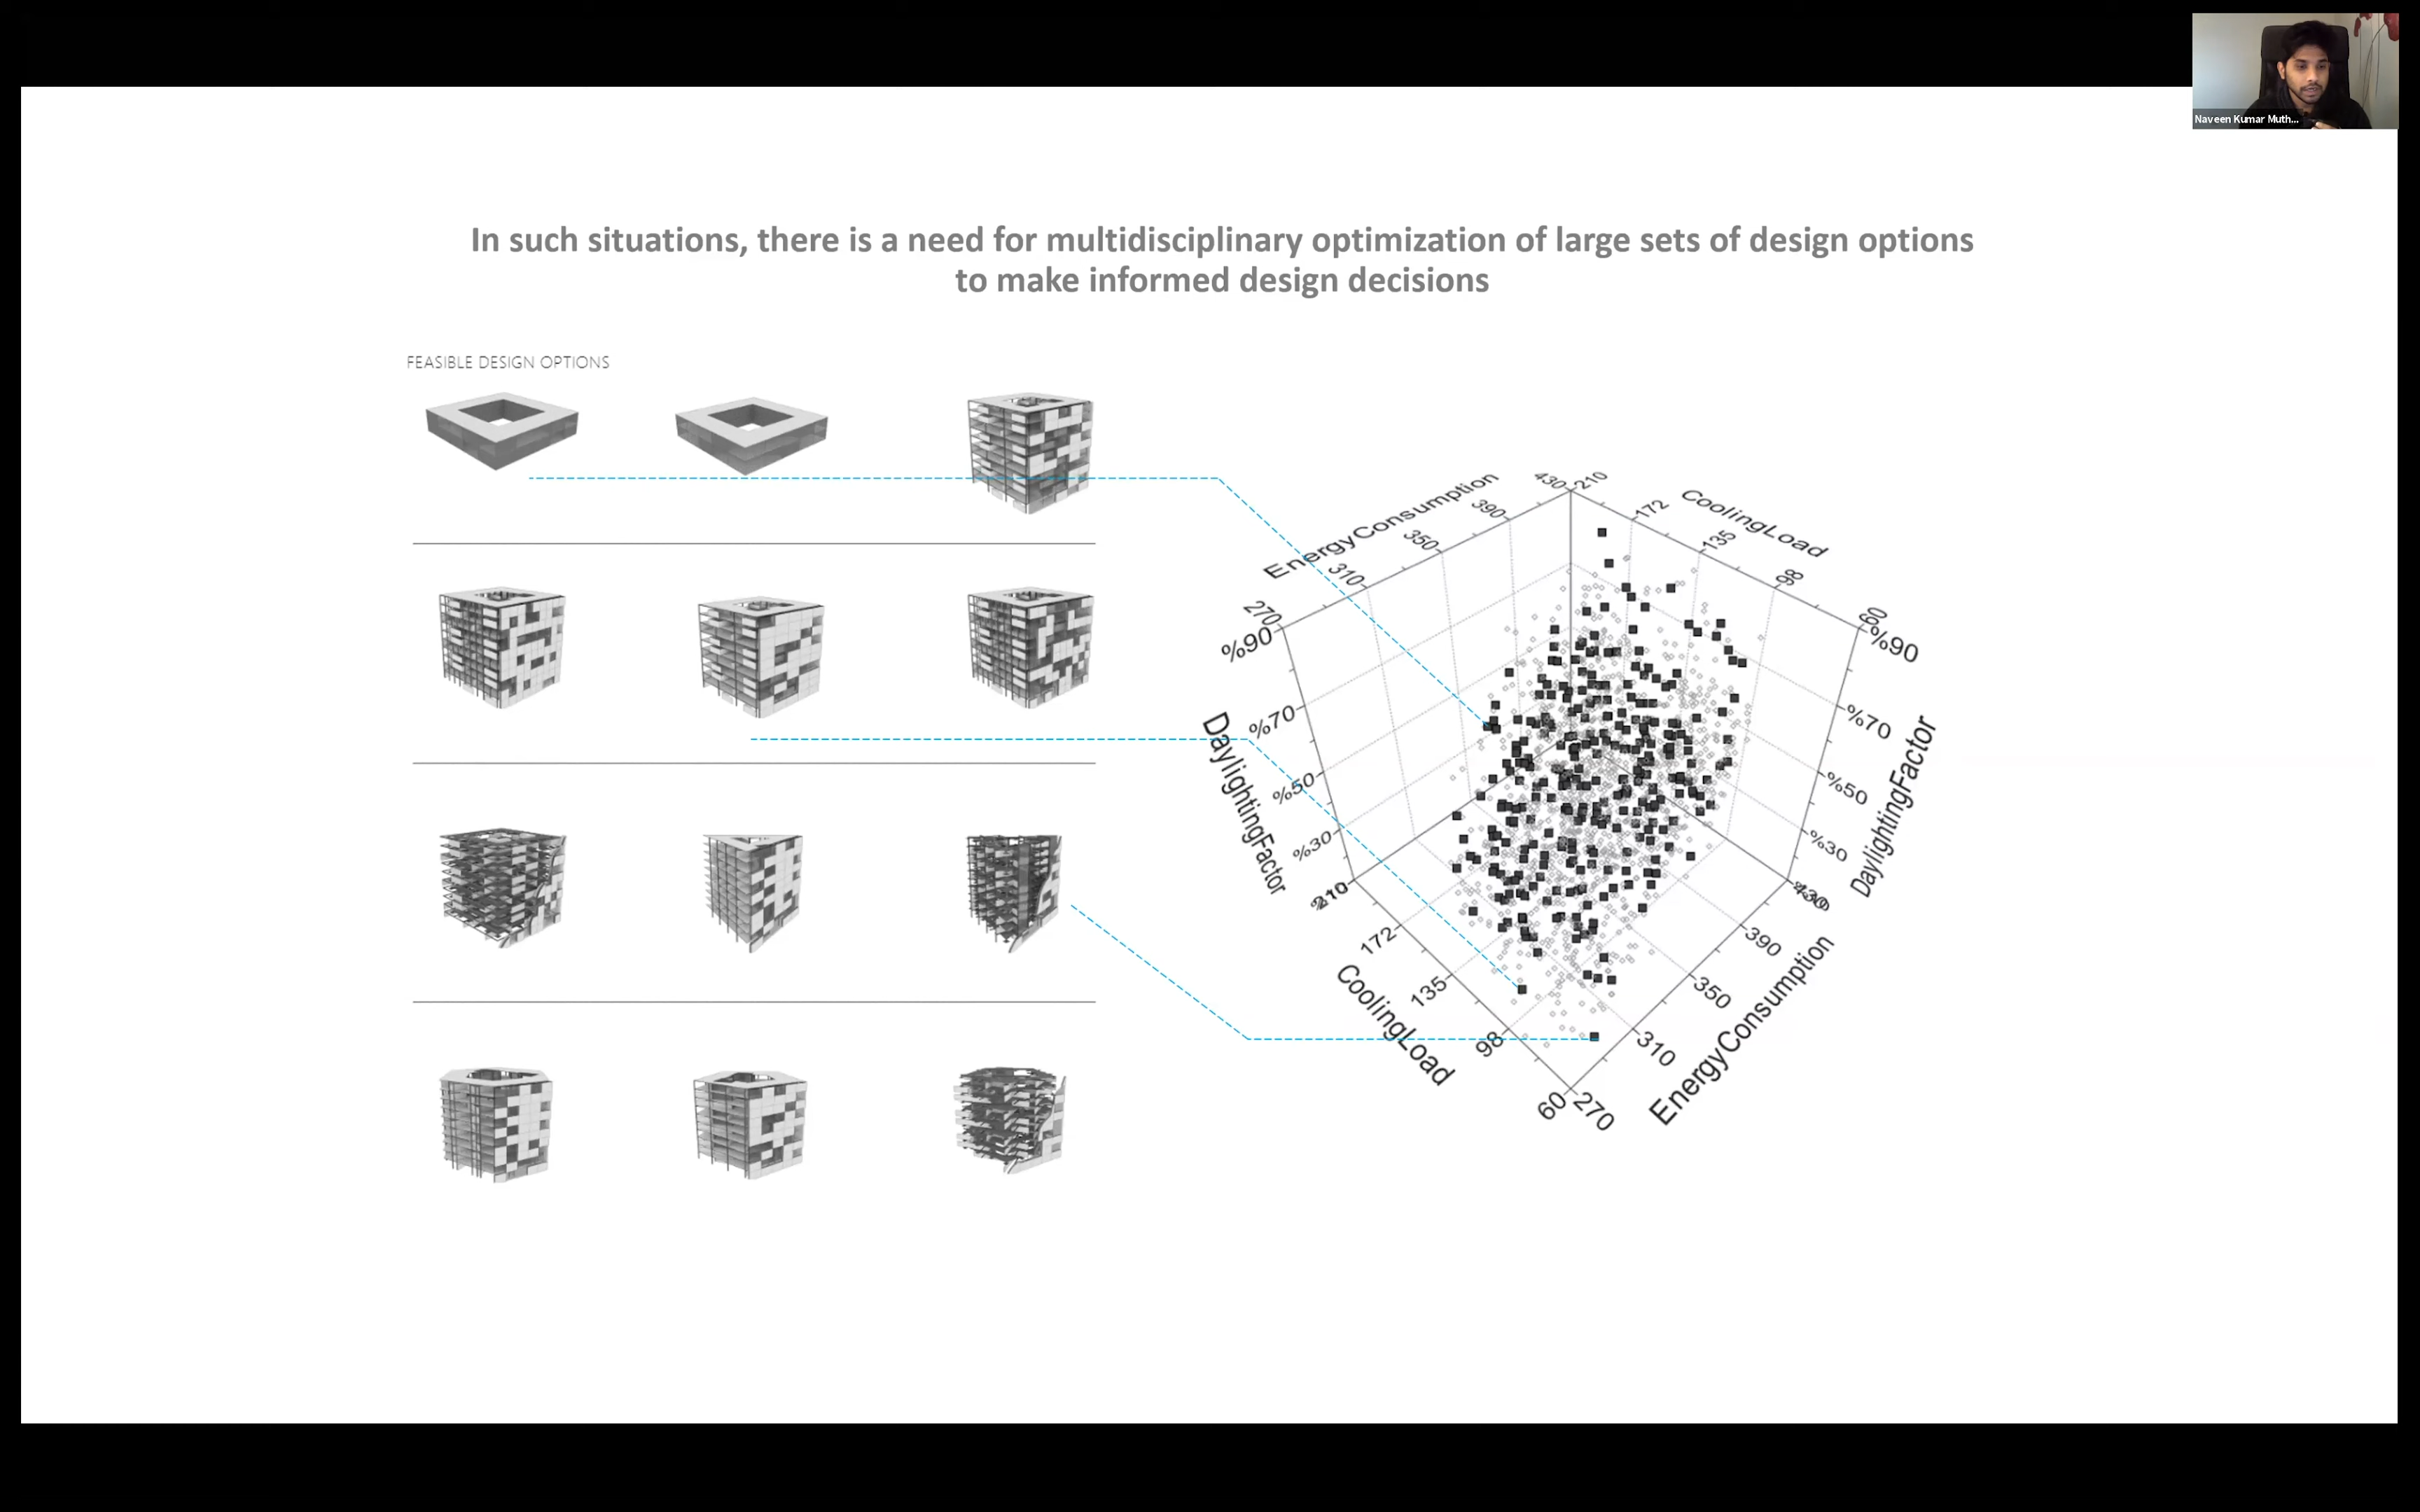 Naveen Kumar Muth...
In such situations, there is a need for multidisciplinary optimization of large sets of design options
to make informed design decisions
FEASIBLE DESIGN OPTIONS
EnergyConsumption
430
390
350
310
270
CoolingLoad
210
172
135
98
60
DaylightingFactor
%90
%70
%50
%30
DaylightingFactor
%90
%70
%50
%30
CoolingLoad
210
172
135
98
60
EnergyConsumption
390
350
310
270